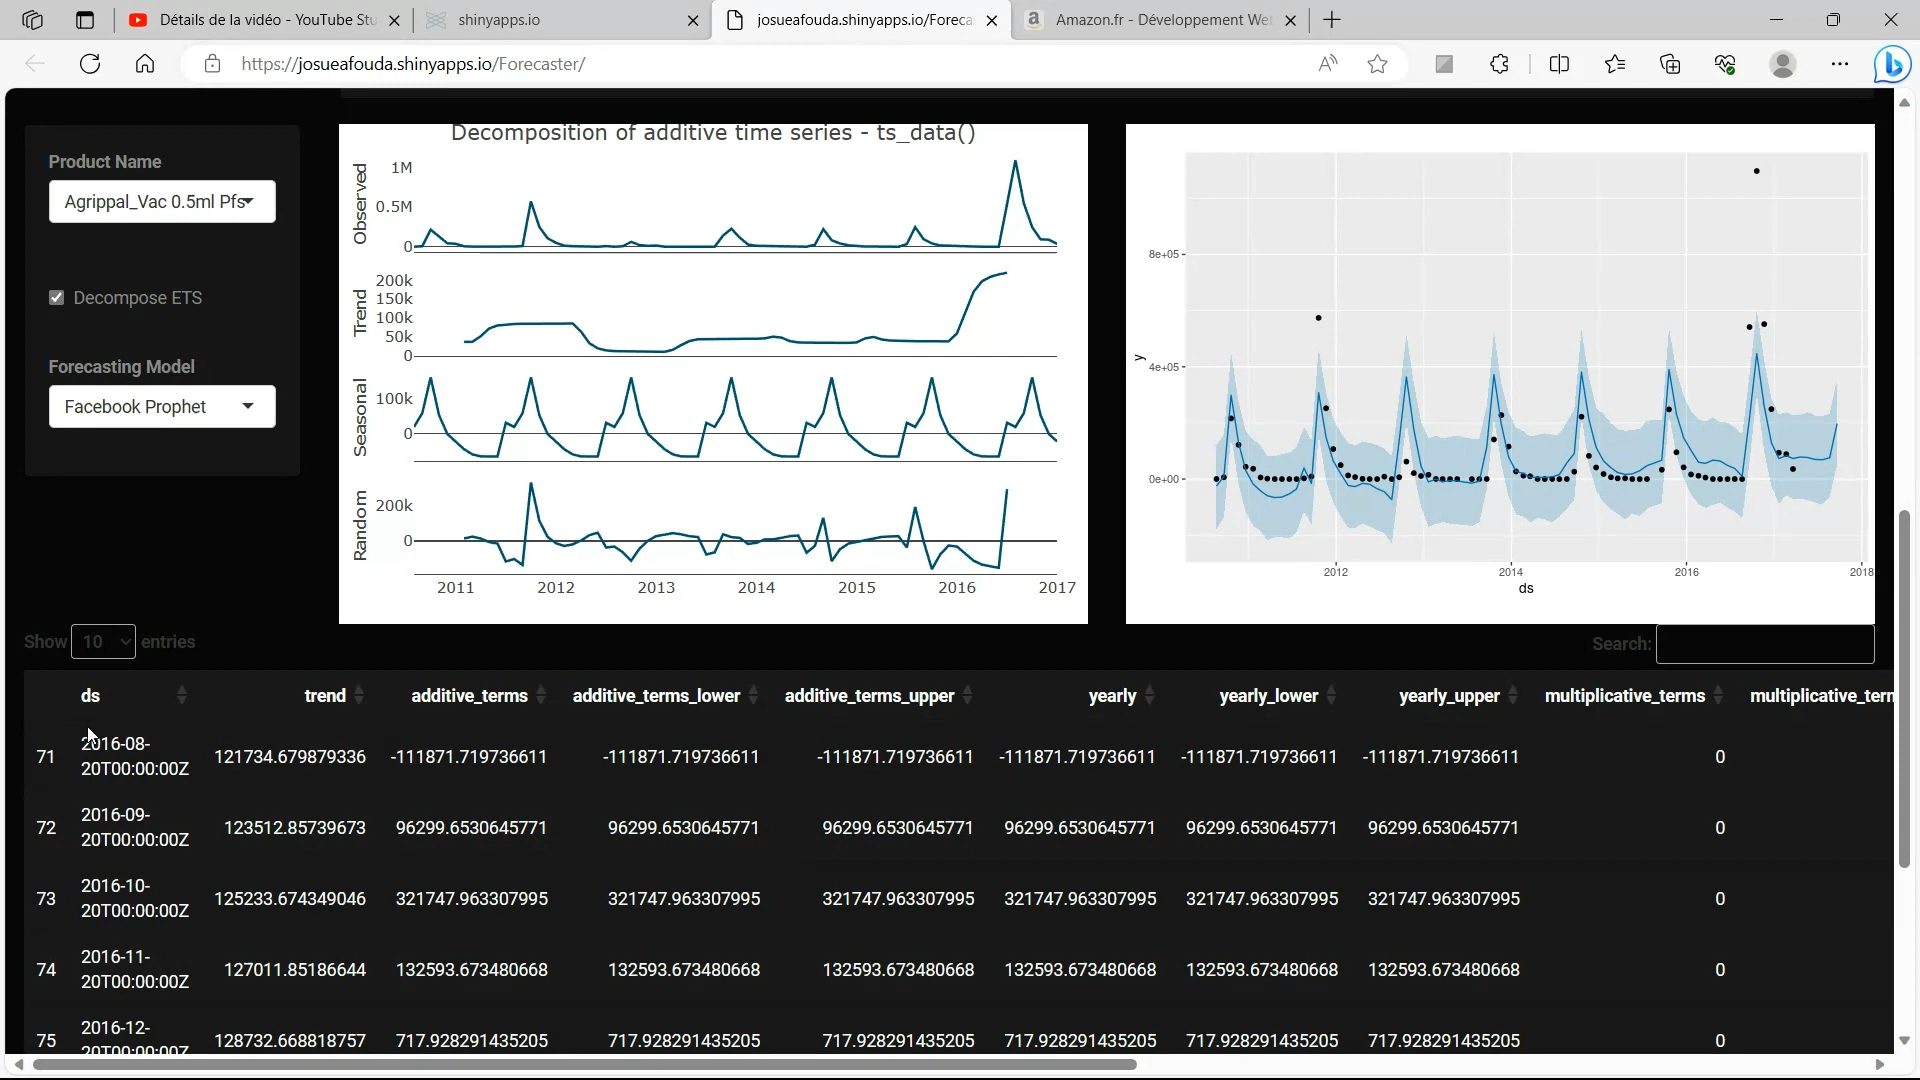 Détails de la vidéo - YouTube Stu
shinyapps.io
josueafouda.shinyapps.io/Foreca
Amazon.fr - Développement We
https://josueafouda.shinyapps.io/Forecaster/
Product Name
Agrippal_Vac 0.5ml Pfs
Decompose ETS
Forecasting Model
Facebook Prophet
Decomposition of additive time series - ts_data()
Observed
1M
0.5M
0
Trend
200k
150k
100k
50k
0
Seasonal
100k
0
Random
200k
0
2011 2012 2013 2014 2015 2016 2017
y
8e+05
4e+05
0e+00
2012 2014 2016 2018
ds
Show 10 entries
Search:
ds trend additive_terms additive_terms_lower additive_terms_upper yearly yearly_lower yearly_upper multiplicative_terms multiplicative_tern
71 2016-08-20T00:00:00Z 121734.679879336 -111871.719736611 -111871.719736611 -111871.719736611 -111871.719736611 -111871.719736611 -111871.719736611 0
72 2016-09-20T00:00:00Z 123512.85739673 96299.6530645771 96299.6530645771 96299.6530645771 96299.6530645771 96299.6530645771 96299.6530645771 0
73 2016-10-20T00:00:00Z 125233.674349046 321747.963307995 321747.963307995 321747.963307995 321747.963307995 321747.963307995 321747.963307995 0
74 2016-11-20T00:00:00Z 127011.85186644 132593.673480668 132593.673480668 132593.673480668 132593.673480668 132593.673480668 132593.673480668 0
75 2016-12-20T00:00:00Z 128732.668818757 717.928291435205 717.928291435205 717.928291435205 717.928291435205 717.928291435205 717.928291435205 0